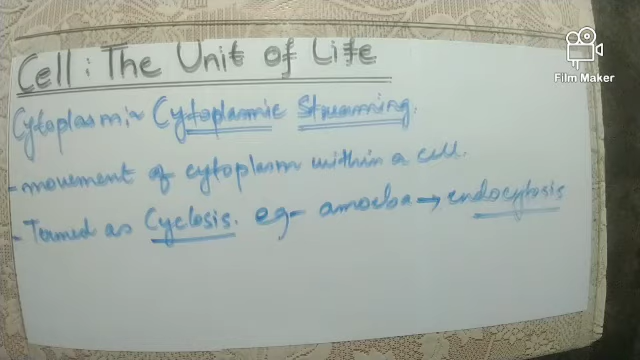 Cell : The Unit of Life
Cytoplasm :~ Cytoplasmic Streaming.
- movement of cytoplasm within a cell.
- Termed as Cyclosis. eg - amoeba → endocytosis
Film Maker